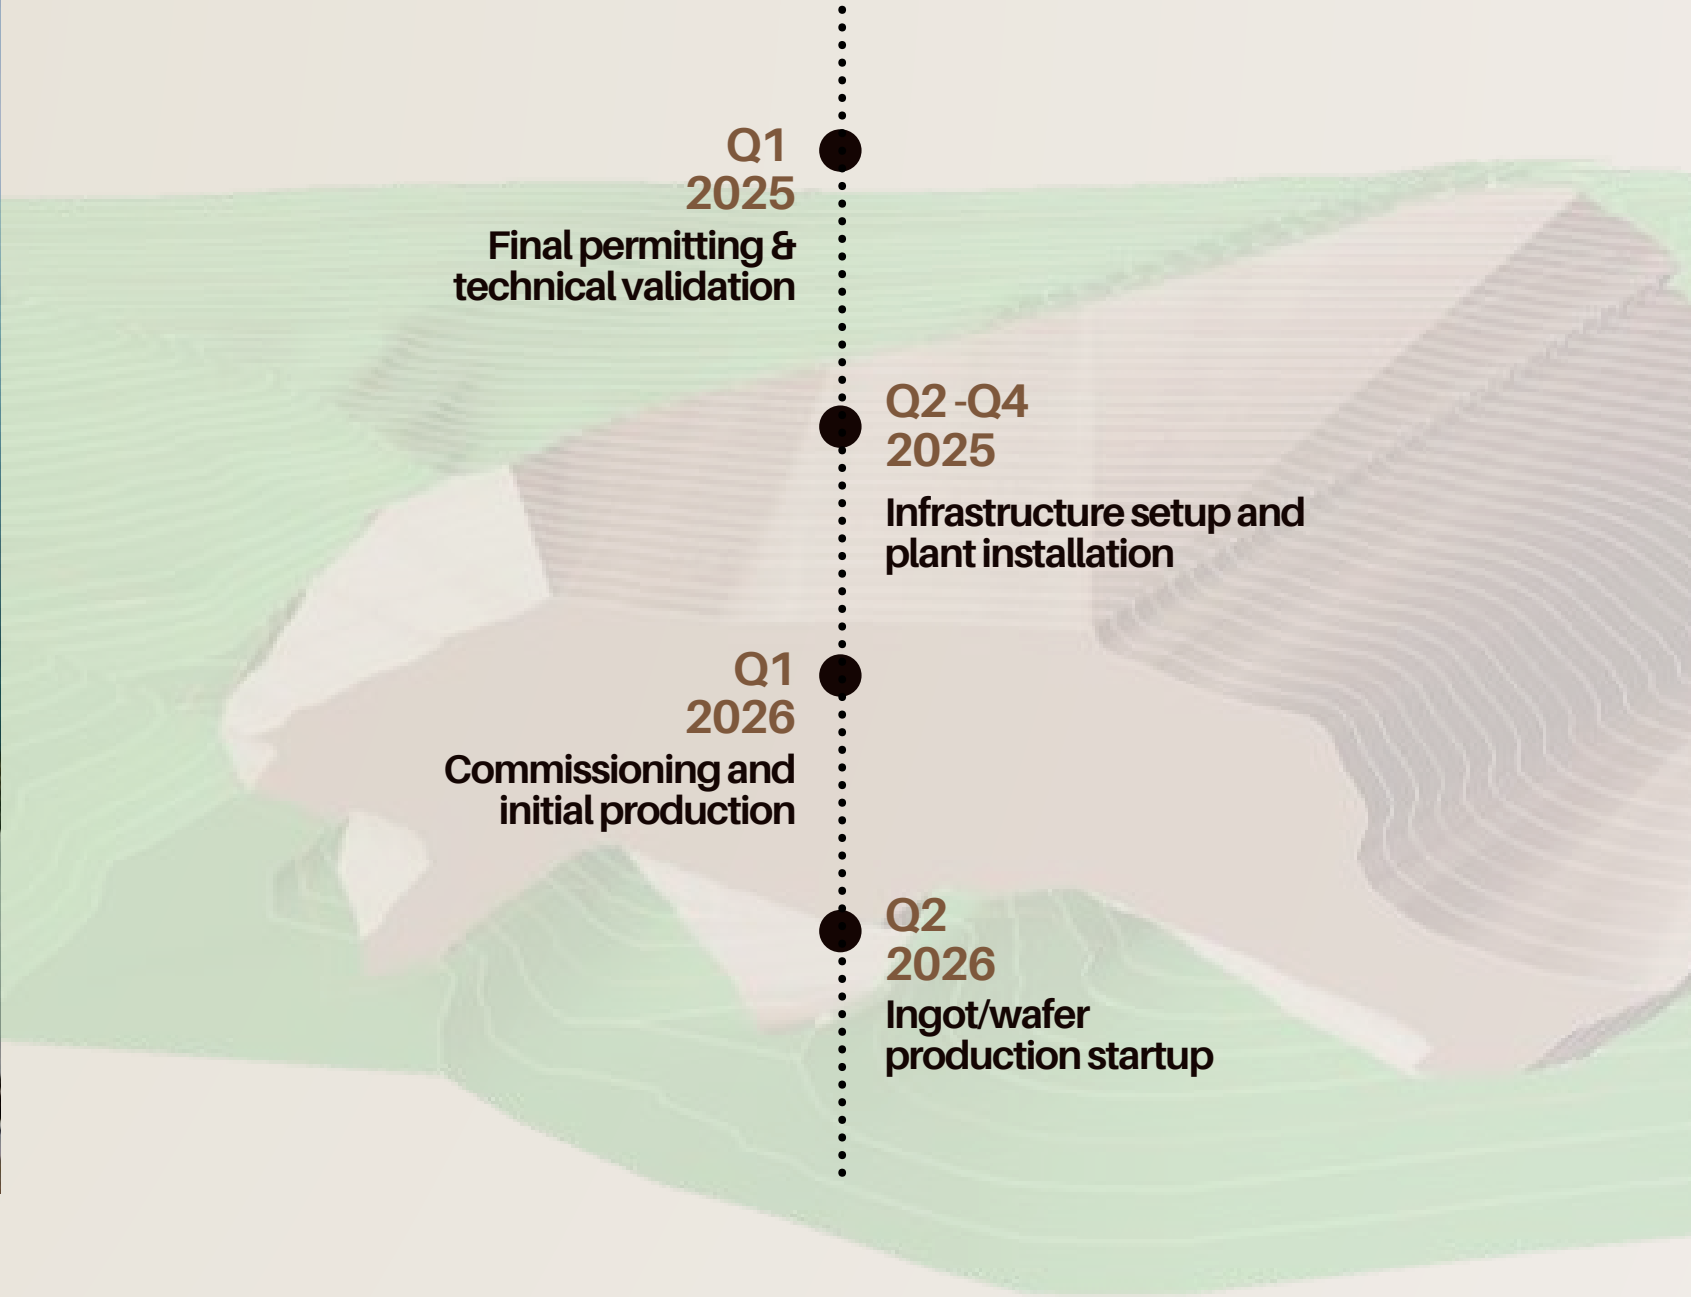 Q1
2025
Final permitting &
technical validation
Q2 -Q4
2025
Infrastructure setup and
plant installation
Q1
2026
Commissioning and
initial production
Q2
2026
Ingot/wafer
production startup